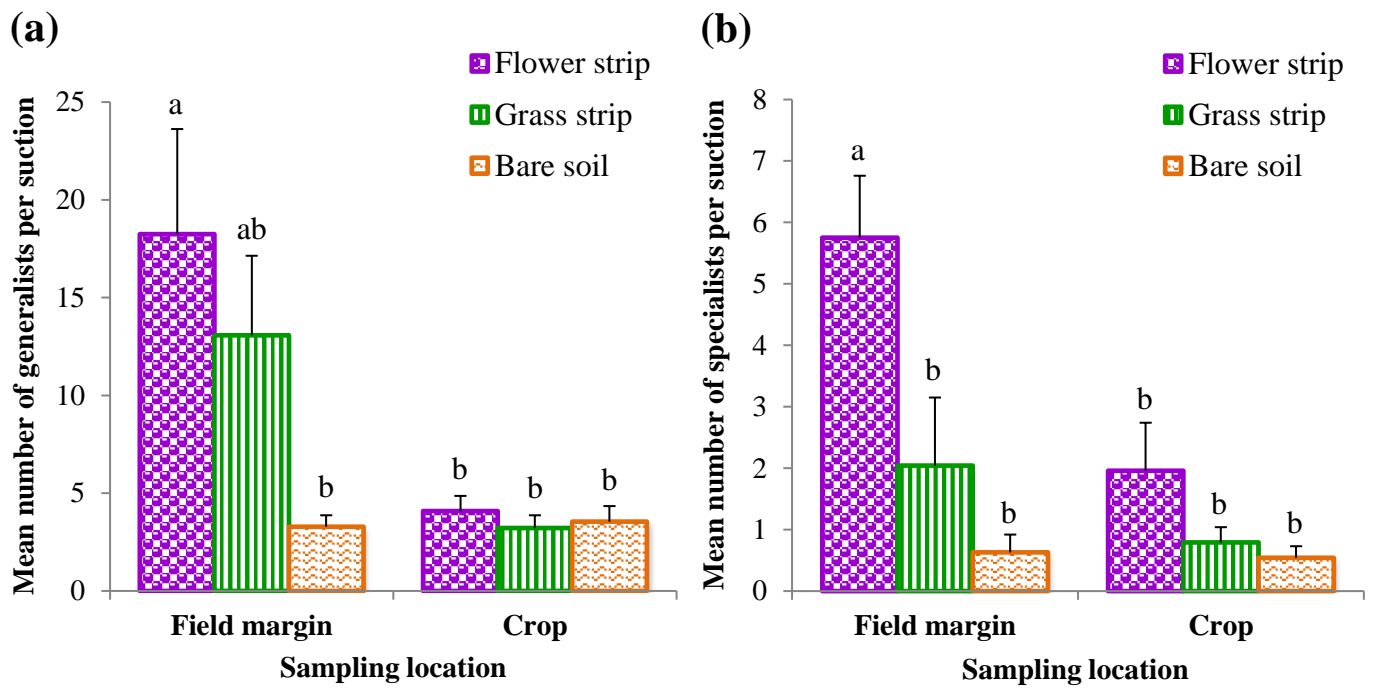 (a)
Flower strip
Grass strip
Bare soil
Mean number of generalists per suction
25
20
15
10
5
0
a
ab
b
b
b
b
Field margin
Crop
Sampling location
(b)
Flower strip
Grass strip
Bare soil
Mean number of specialists per suction
8
7
6
5
4
3
2
1
0
a
b
b
b
b
b
Field margin
Crop
Sampling location